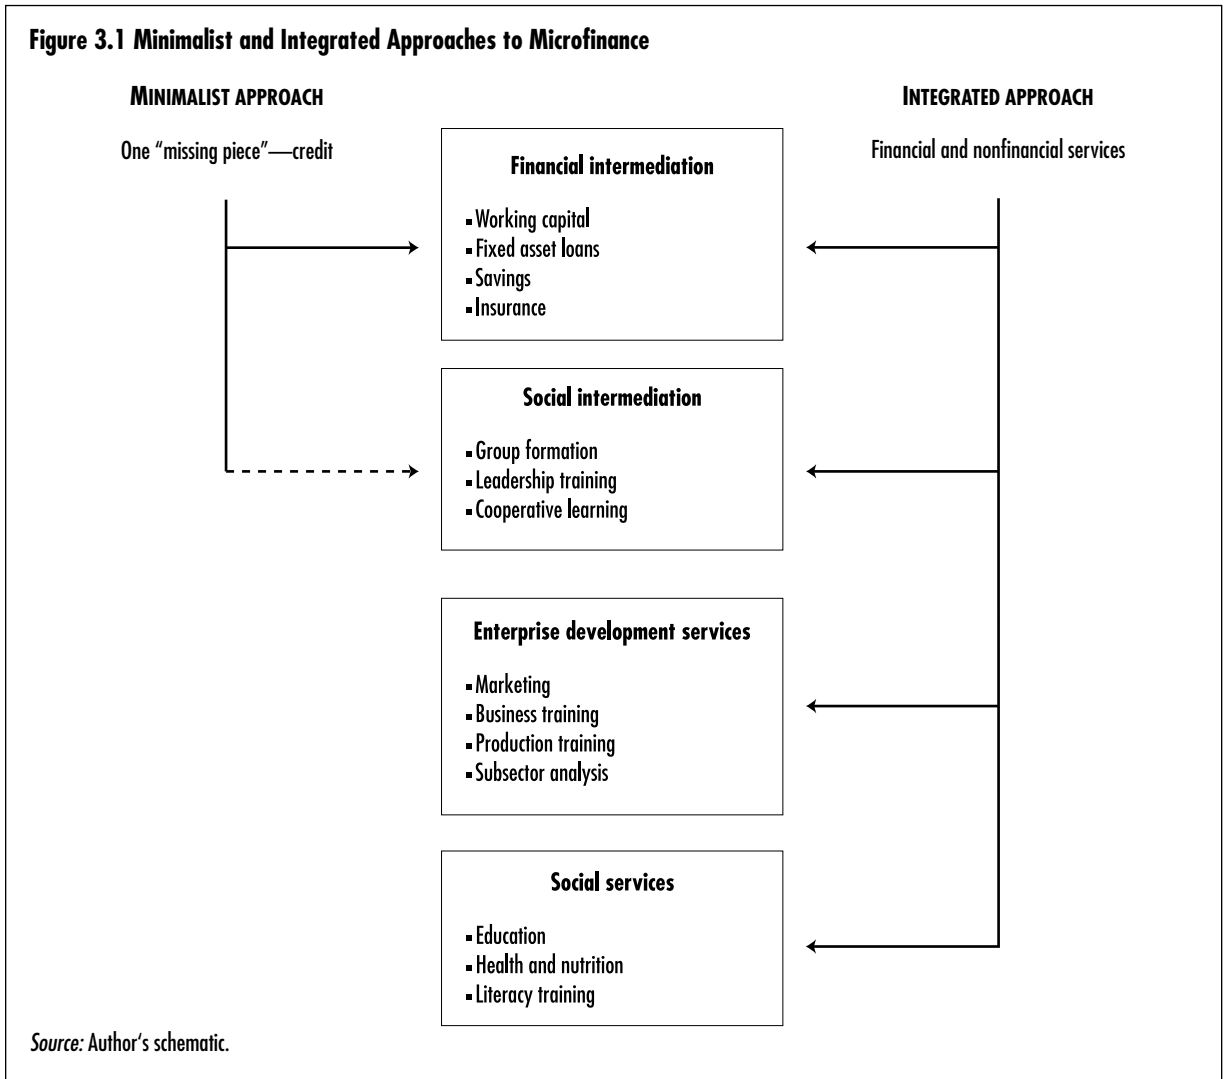 Figure 3.1 Minimalist and Integrated Approaches to Microfinance
MINIMALIST APPROACH
One “missing piece”—credit
INTEGRATED APPROACH
Financial and nonfinancial services
Financial intermediation
▪ Working capital
▪ Fixed asset loans
▪ Savings
▪ Insurance
Social intermediation
▪ Group formation
▪ Leadership training
▪ Cooperative learning
Enterprise development services
▪ Marketing
▪ Business training
▪ Production training
▪ Subsector analysis
Social services
▪ Education
▪ Health and nutrition
▪ Literacy training
Source: Author‘s schematic.